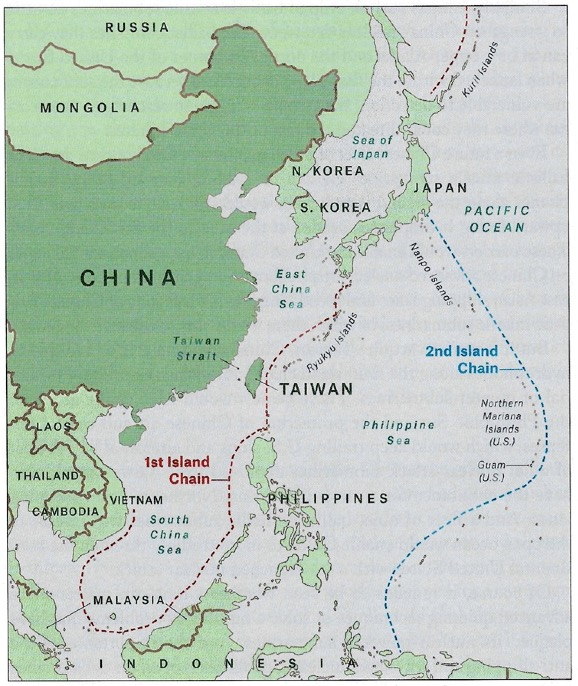 RUSSIA
MONGOLIA
Kuril Islands
Sea of
Japan
N. KOREA
S. KOREA
JAPAN
PACIFIC
OCEAN
CHINA
East
China
Sea
Nanpo Islands
Ryukyu Islands
Taiwan
Strait
TAIWAN
2nd Island
Chain
Northern
Mariana
Islands
(U.S.)
Philippine
Sea
LAOS
1st Island
Chain
Guam
(U.S.)
THAILAND
VIETNAM
PHILIPPINES
CAMBODIA
South
China
Sea
MALAYSIA
INDONESIA